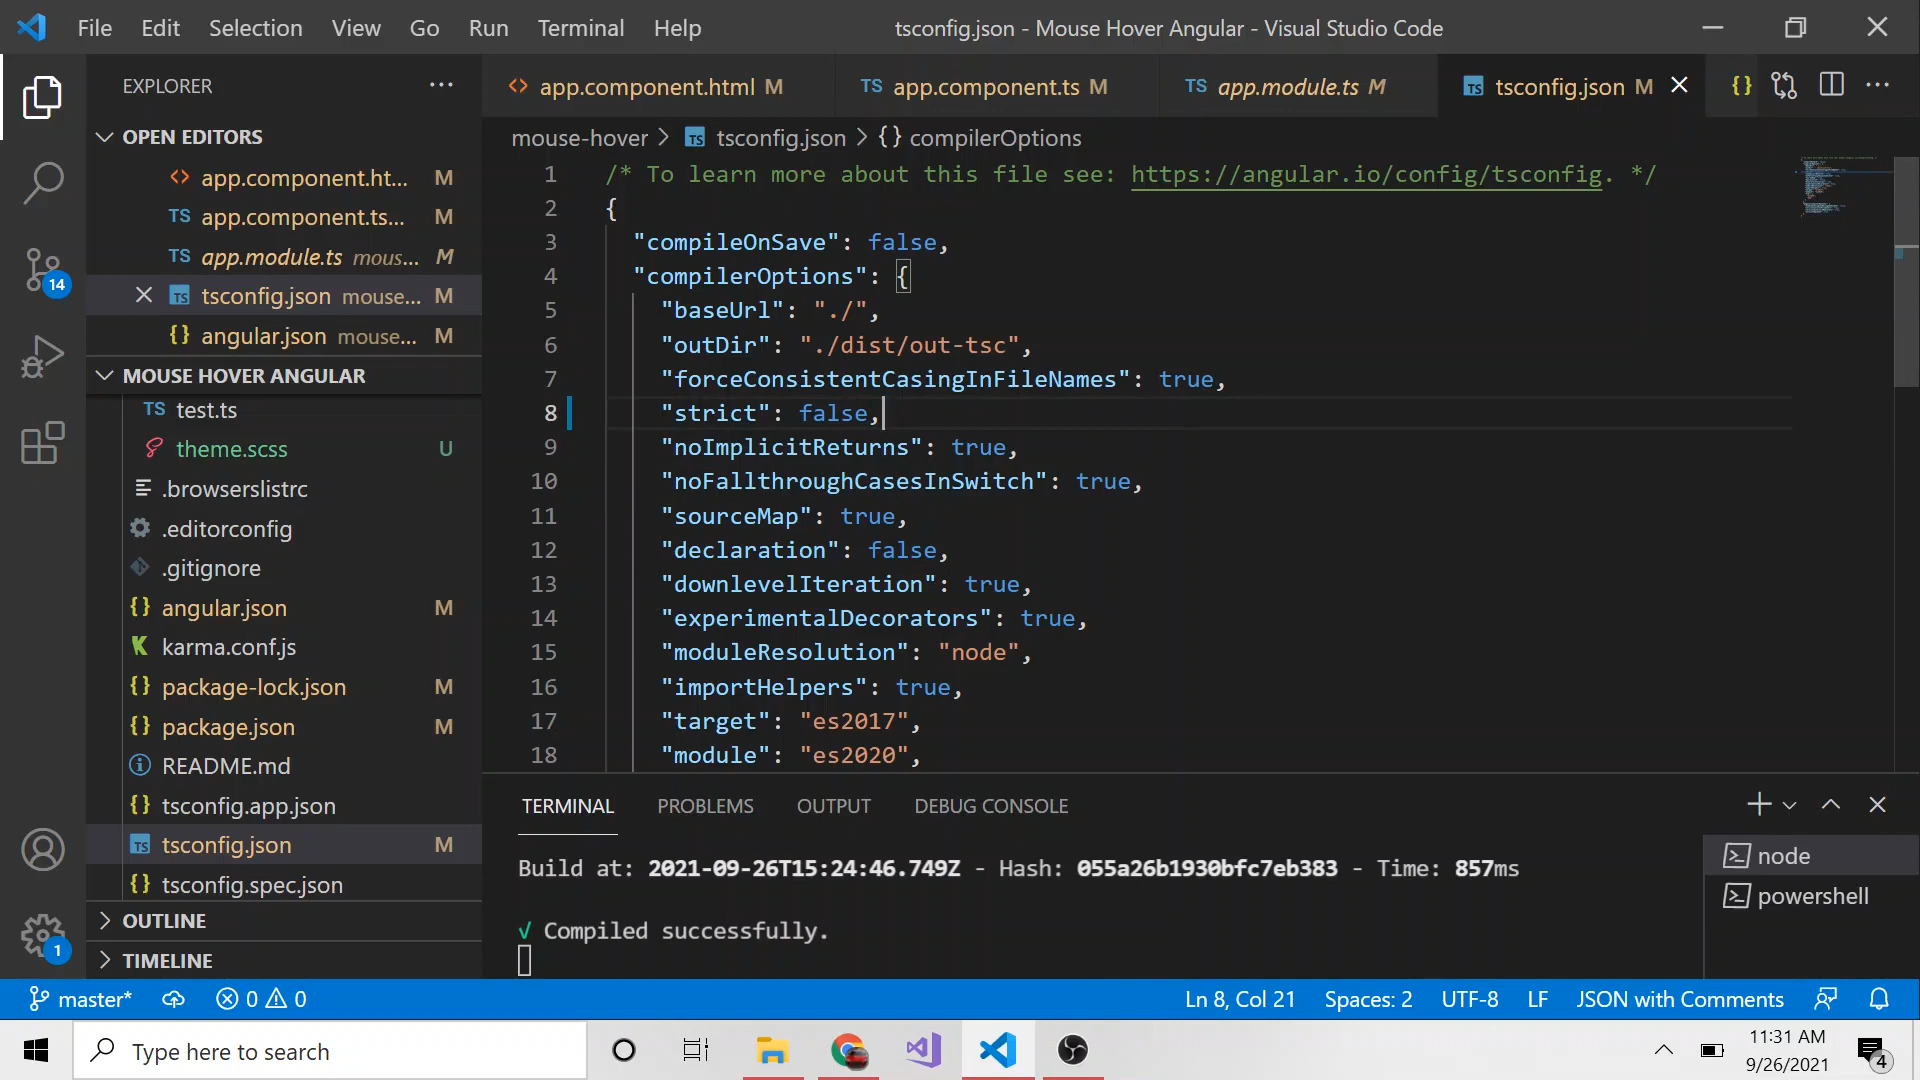 File Edit Selection View Go Run Terminal Help
tsconfig.json - Mouse Hover Angular - Visual Studio Code
EXPLORER
OPEN EDITORS
app.component.ht... M
TS app.component.ts... M
TS app.module.ts mous... M
TS tsconfig.json mouse... M
{} angular.json mouse... M
MOUSE HOVER ANGULAR
TS test.ts
theme.scss U
.browserslistrc
.editorconfig
.gitignore
{} angular.json M
karma.conf.js
{} package-lock.json M
{} package.json M
README.md
{} tsconfig.app.json
TS tsconfig.json M
{} tsconfig.spec.json
OUTLINE
TIMELINE
14
1
<> app.component.html M
TS app.component.ts M
TS app.module.ts M
TS tsconfig.json M
{}
mouse-hover > TS tsconfig.json > {} compilerOptions
1 /* To learn more about this file see: https://angular.io/config/tsconfig. */
2 {
3 "compileOnSave": false,
4 "compilerOptions": {
5 "baseUrl": "./",
6 "outDir": "./dist/out-tsc",
7 "forceConsistentCasingInFileNames": true,
8 "strict": false,
9 "noImplicitReturns": true,
10 "noFallthroughCasesInSwitch": true,
11 "sourceMap": true,
12 "declaration": false,
13 "downlevelIteration": true,
14 "experimentalDecorators": true,
15 "moduleResolution": "node",
16 "importHelpers": true,
17 "target": "es2017",
18 "module": "es2020",
TERMINAL PROBLEMS OUTPUT DEBUG CONSOLE
Build at: 2021-09-26T15:24:46.749Z - Hash: 055a26b1930bfc7eb383 - Time: 857ms
√ Compiled successfully.
node
powershell
master* 0 0
Ln 8, Col 21 Spaces: 2 UTF-8 LF JSON with Comments
Type here to search
11:31 AM
9/26/2021
4